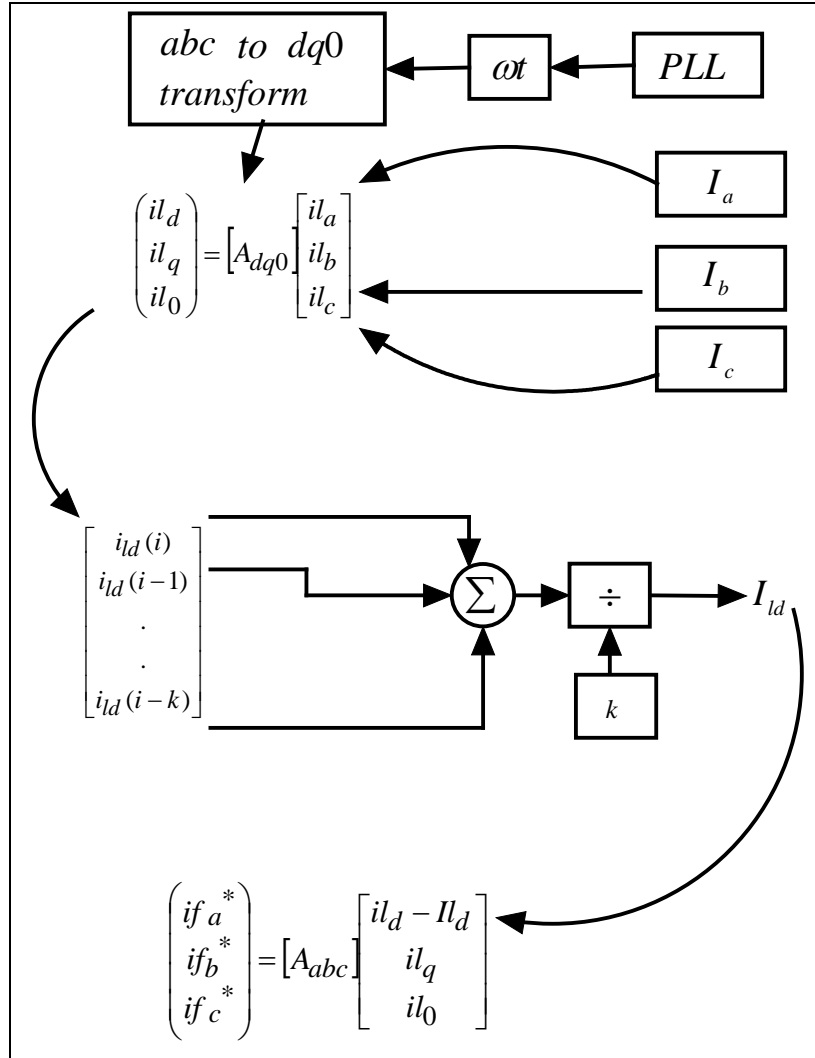 abc to dq0
transform
ωt
PLL
I_a
I_b
I_c
(il_d il_q il_0) = [A_dq0] [il_a il_b il_c]
i_ld(i)
i_ld(i−1)
.
.
i_ld(i−k)
Σ
÷
I_ld
k
(if_a* if_b* if_c*) = [A_abc] [il_d − Il_d il_q il_0]